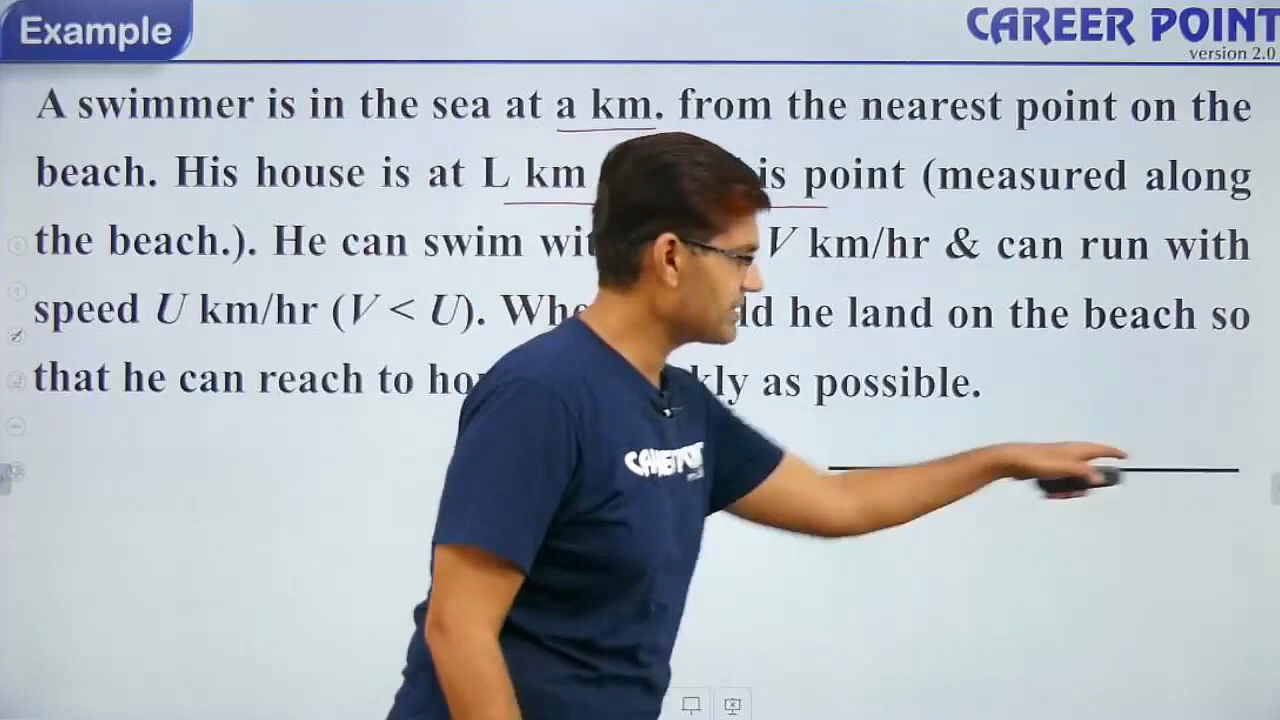 Example
CAREER POINT
version 2.0
A swimmer is in the sea at a km. from the nearest point on the
beach. His house is at L km is point (measured along
the beach.). He can swim wi V km/hr & can run with
speed U km/hr (V < U). Whe ld he land on the beach so
that he can reach to ho kly as possible.